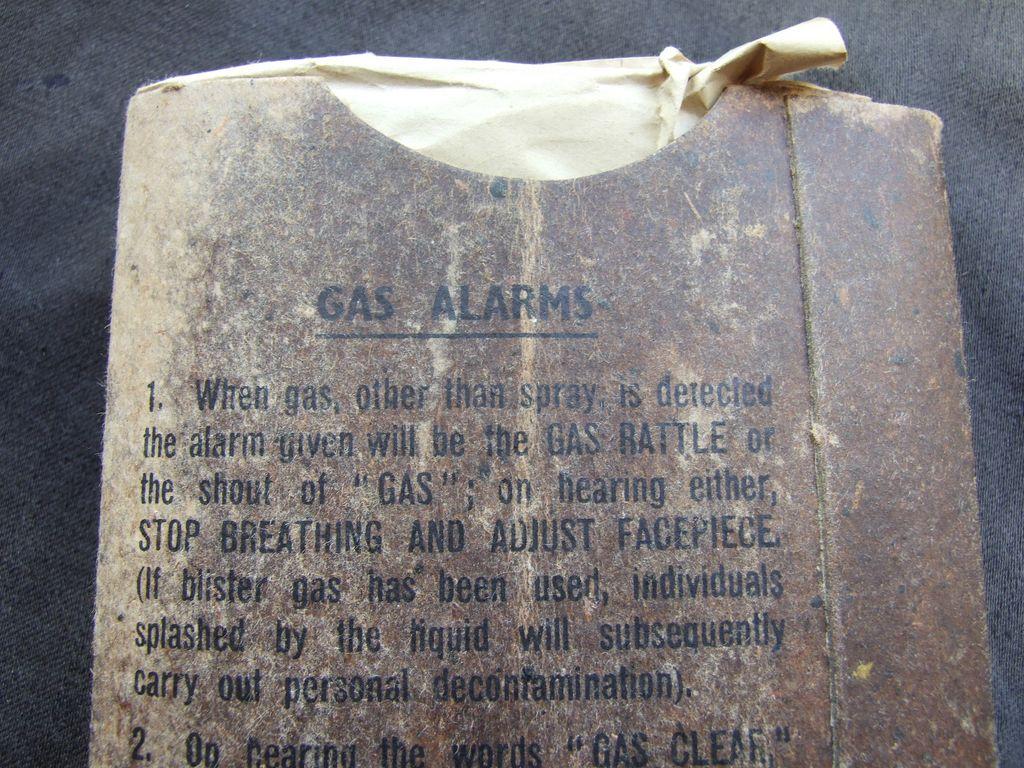 GAS ALARMS
1. When gas, other than spray, is detected
the alarm given will be the GAS RATTLE or
the shout of "GAS"; on hearing either,
STOP BREATHING AND ADJUST FACEPIECE.
(If blister gas has been used, individuals
splashed by the liquid will subsequently
carry out personal decontamination).
2. On hearing the words "GAS CLEAR,"